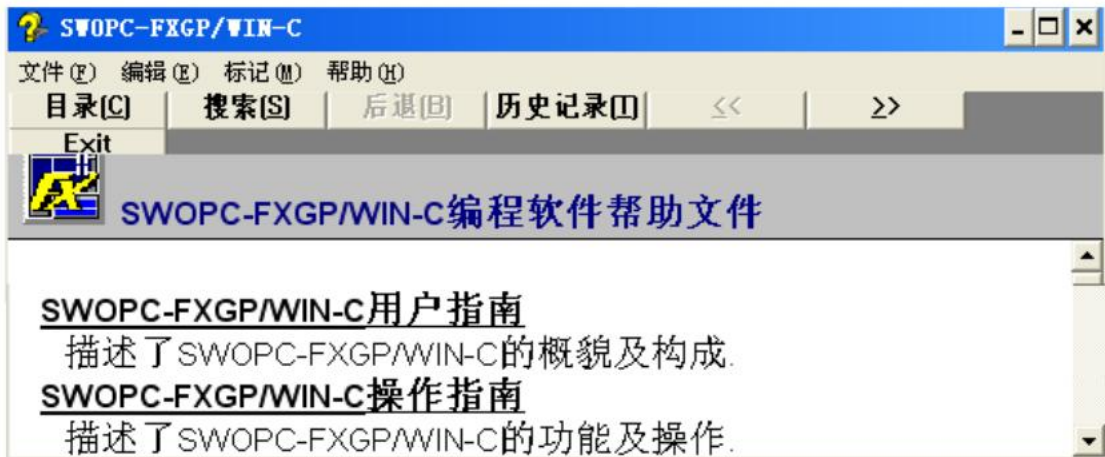 SWOPC-FXGP/WIN-C
文件(F) 编辑(E) 标记(M) 帮助(H)
目录[C] 搜索[S] 后退[B] 历史记录[T] << >>
Exit
SWOPC-FXGP/WIN-C编程软件帮助文件
SWOPC-FXGP/WIN-C用户指南
描述了SWOPC-FXGP/WIN-C的概貌及构成.
SWOPC-FXGP/WIN-C操作指南
描述了SWOPC-FXGP/WIN-C的功能及操作.